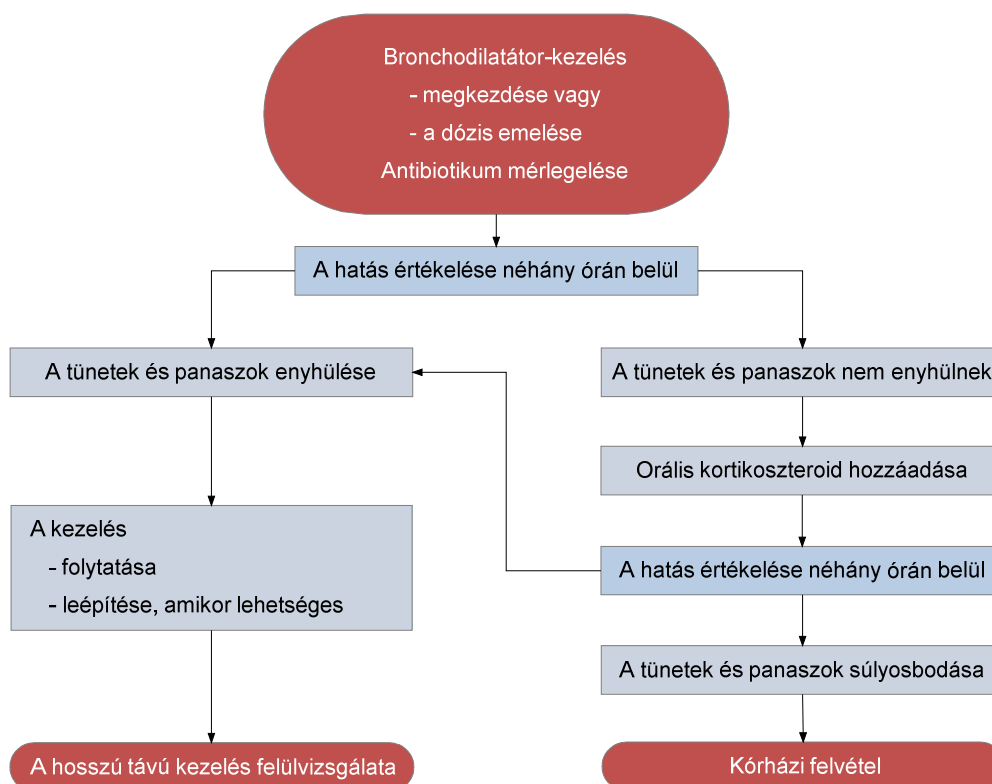 Bronchodilatátor-kezelés
- megkezdése vagy
- a dózis emelése
Antibiotikum mérlegelése
A hatás értékelése néhány órán belül
A tünetek és panaszok enyhülése
A tünetek és panaszok nem enyhülnek
Orális kortikoszteroid hozzáadása
A kezelés
- folytatása
- leépítése, amikor lehetséges
A hatás értékelése néhány órán belül
A tünetek és panaszok súlyosbodása
A hosszú távú kezelés felülvizsgálata
Kórházi felvétel